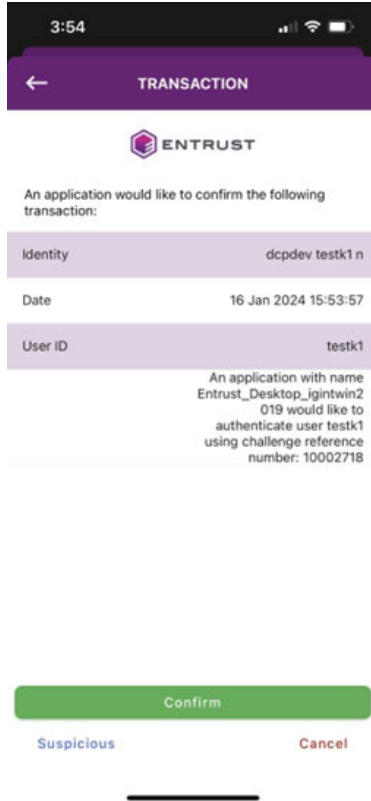 3:54
TRANSACTION
ENTRUST
An application would like to confirm the following
transaction:
Identity dcpdev testk1 n
Date 16 Jan 2024 15:53:57
User ID testk1
An application with name
Entrust_Desktop_igintwin2
019 would like to
authenticate user testk1
using challenge reference
number: 10002718
Confirm
Suspicious Cancel